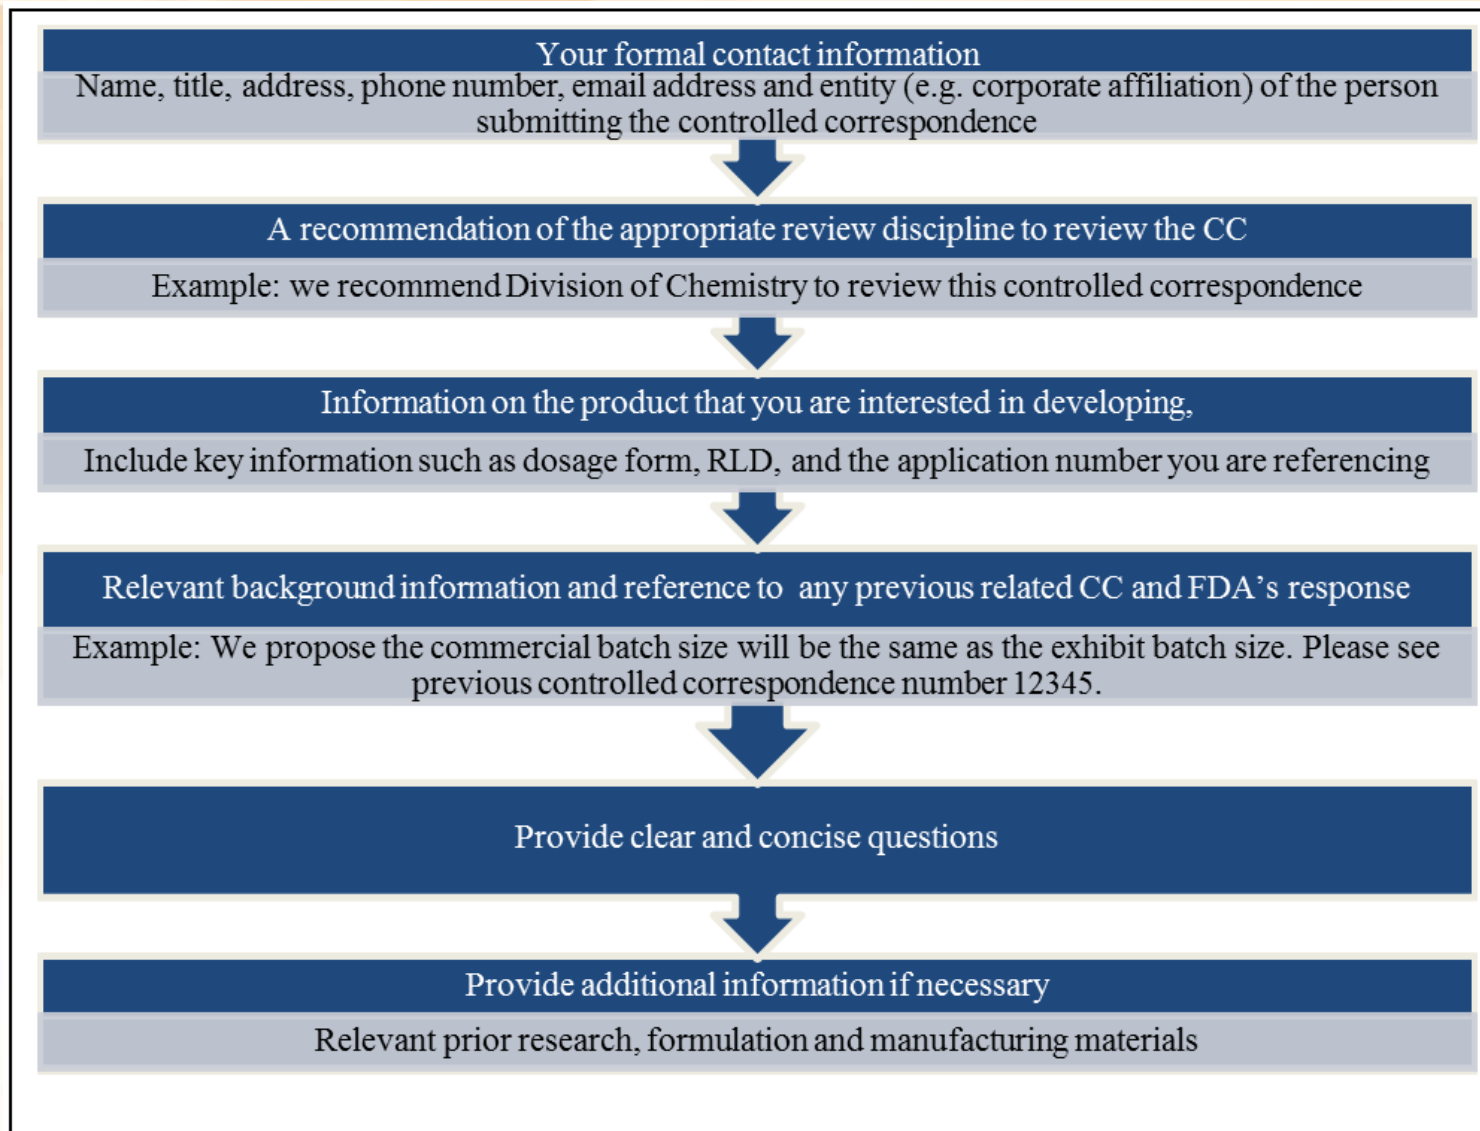 Your formal contact information
Name, title, address, phone number, email address and entity (e.g. corporate affiliation) of the person
submitting the controlled correspondence
A recommendation of the appropriate review discipline to review the CC
Example: we recommend Division of Chemistry to review this controlled correspondence
Information on the product that you are interested in developing,
Include key information such as dosage form, RLD, and the application number you are referencing
Relevant background information and reference to any previous related CC and FDA's response
Example: We propose the commercial batch size will be the same as the exhibit batch size. Please see
previous controlled correspondence number 12345.
Provide clear and concise questions
Provide additional information if necessary
Relevant prior research, formulation and manufacturing materials